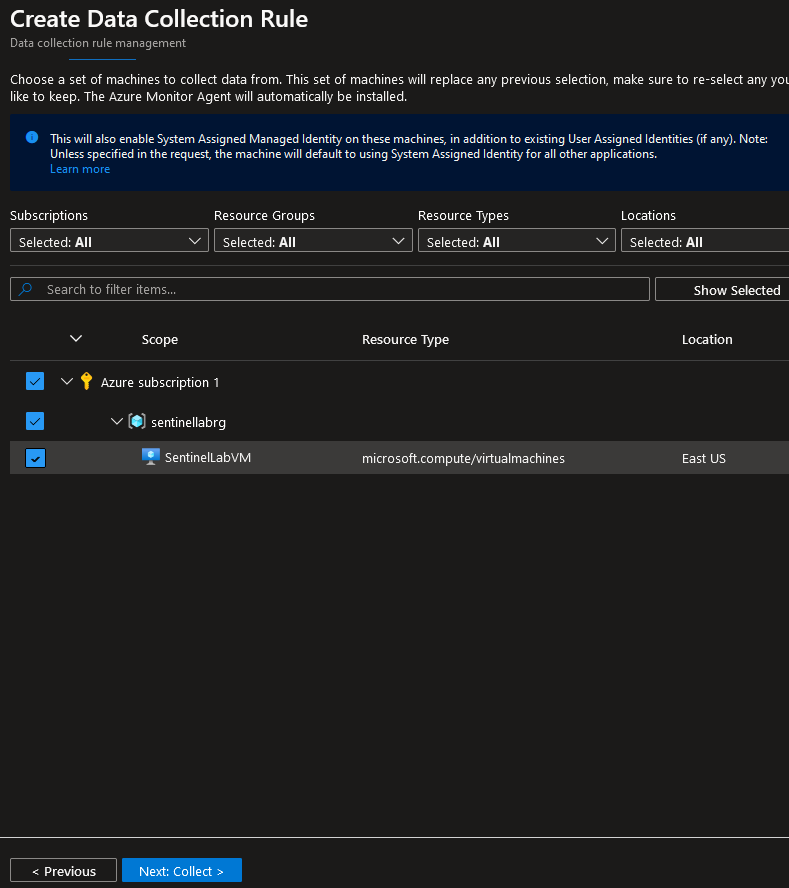 Create Data Collection Rule
Data collection rule management
Choose a set of machines to collect data from. This set of machines will replace any previous selection, make sure to re-select any you
like to keep. The Azure Monitor Agent will automatically be installed.
This will also enable System Assigned Managed Identity on these machines, in addition to existing User Assigned Identities (if any). Note:
Unless specified in the request, the machine will default to using System Assigned Identity for all other applications.
Learn more
Subscriptions Resource Groups Resource Types Locations
Selected: All Selected: All Selected: All Selected: All
Search to filter items... Show Selected
Scope Resource Type Location
Azure subscription 1
sentinellabrg
SentinelLabVM microsoft.compute/virtualmachines East US
< Previous Next: Collect >